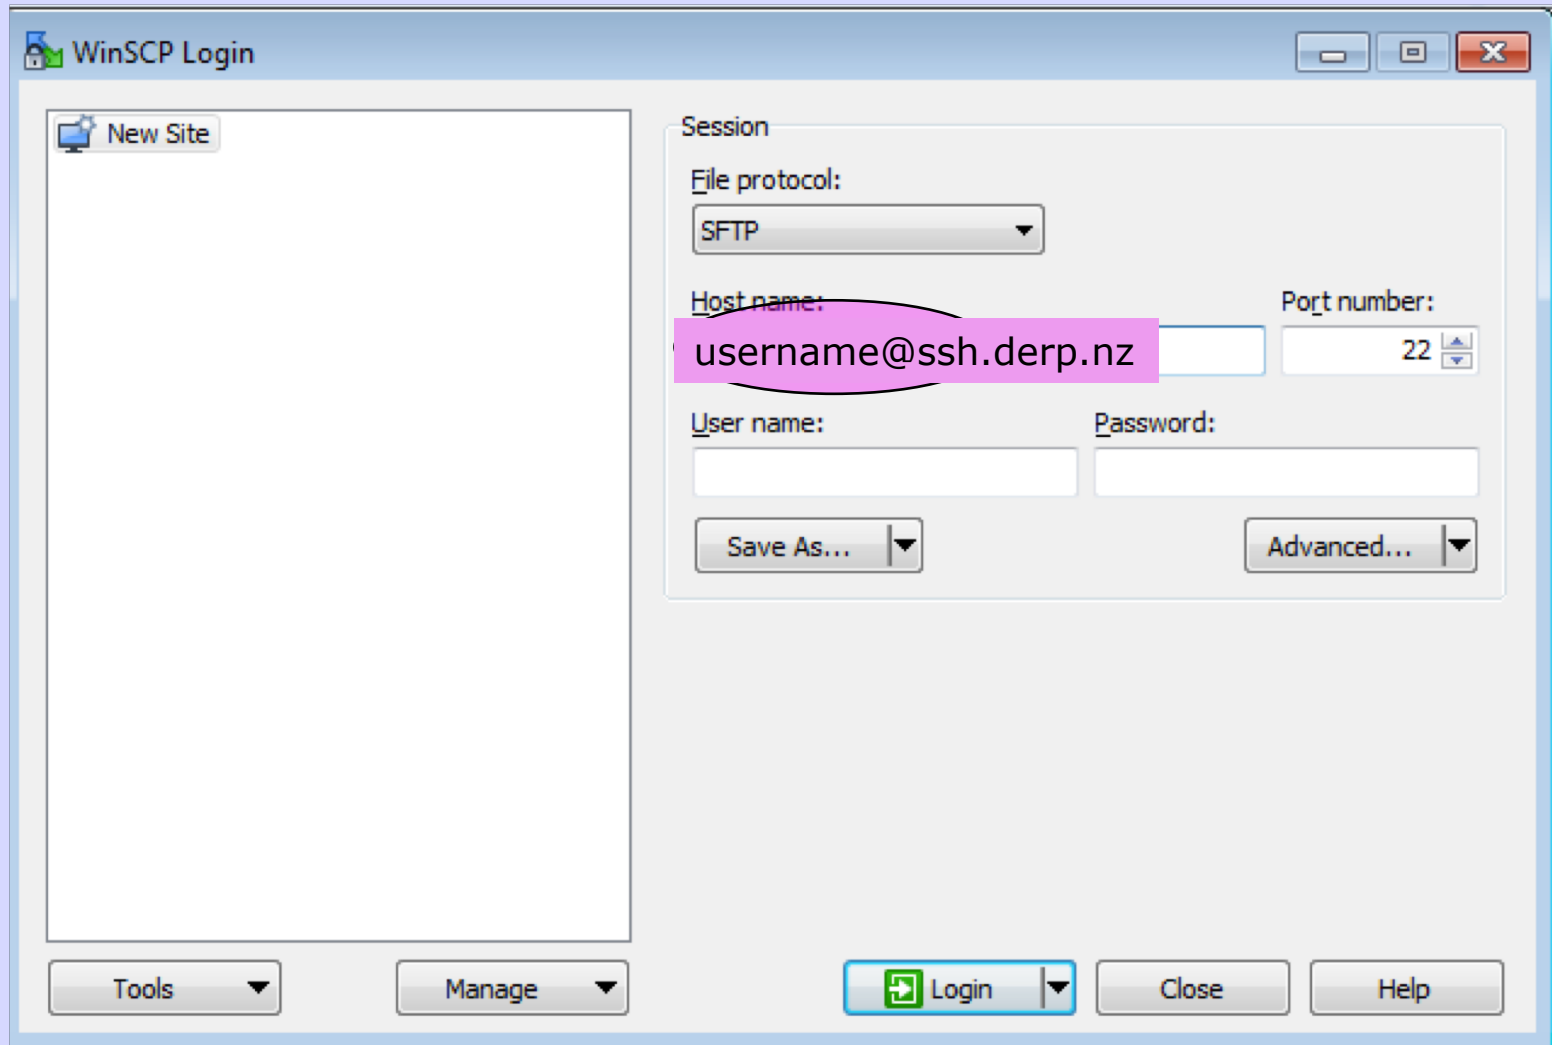 WinSCP Login
New Site
Session
File protocol:
SFTP
Host name:
Port number:
username@ssh.derp.nz
22
User name:
Password:
Save As...
Advanced...
Tools
Manage
Login
Close
Help